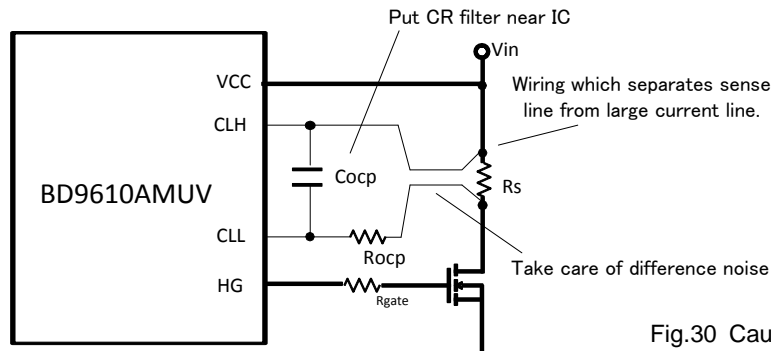 Put CR filter near IC
Vin
VCC
Wiring which separates sense
line from large current line.
CLH
Cocp
Rs
BD9610AMUV
CLL
Rocp
Take care of difference noise
HG
Rgate
Fig.30 Cau